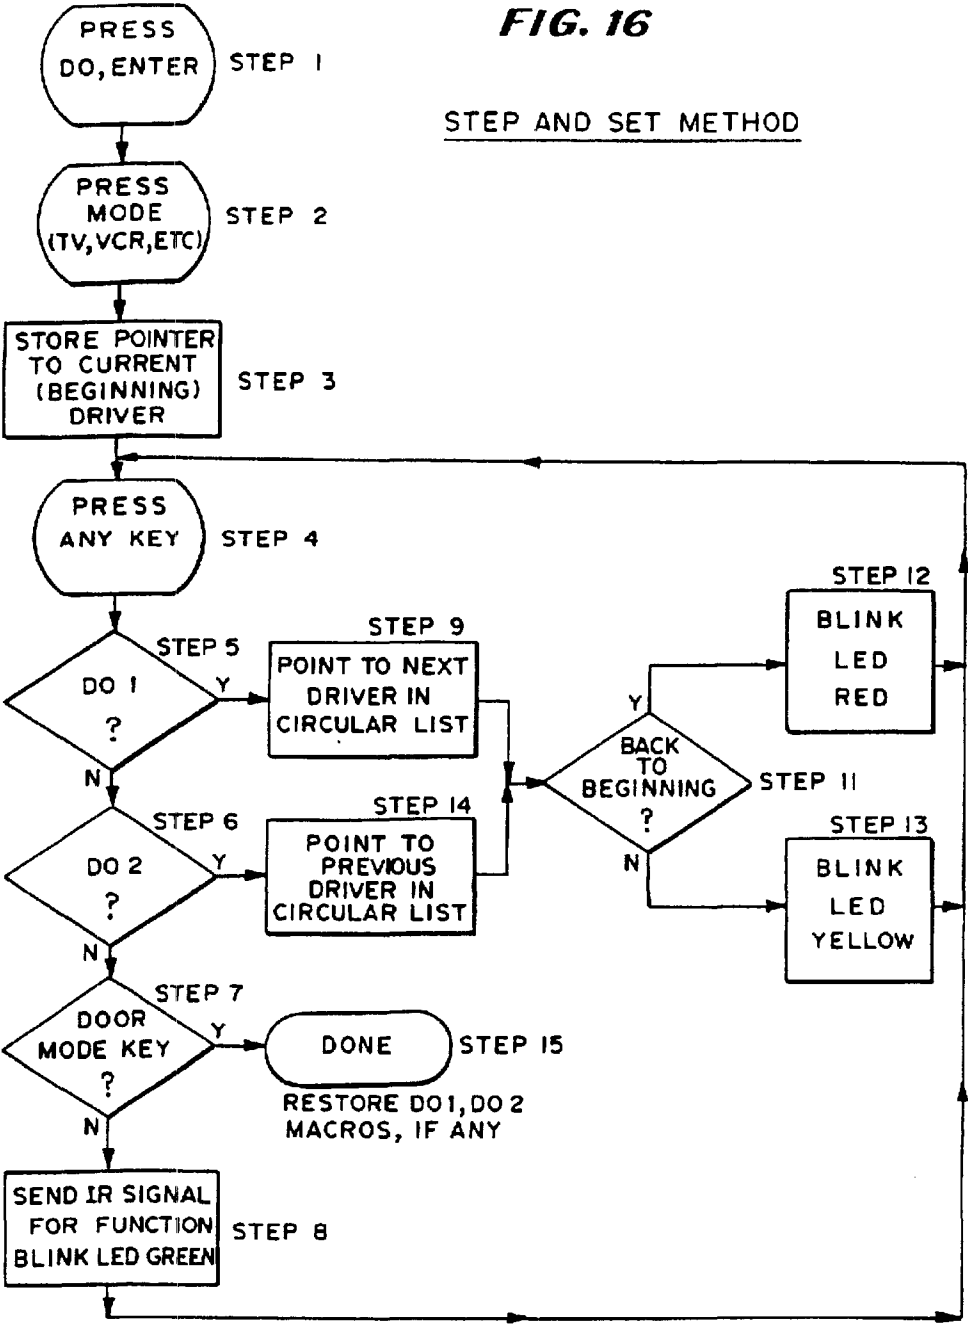 FIG. 16
STEP AND SET METHOD
PRESS
DO, ENTER
STEP 1
PRESS
MODE
(TV, VCR, ETC)
STEP 2
STORE POINTER
TO CURRENT
(BEGINNING)
DRIVER
STEP 3
PRESS
ANY KEY
STEP 4
DO 1
?
STEP 5
Y
N
STEP 9
POINT TO NEXT
DRIVER IN
CIRCULAR LIST
DO 2
?
STEP 6
Y
N
STEP 14
POINT TO
PREVIOUS
DRIVER IN
CIRCULAR LIST
BACK
TO
BEGINNING
?
STEP 11
Y
N
STEP 12
BLINK
LED
RED
STEP 13
BLINK
LED
YELLOW
DOOR
MODE KEY
?
STEP 7
Y
N
DONE
STEP 15
RESTORE DO 1, DO 2
MACROS, IF ANY
SEND IR SIGNAL
FOR FUNCTION
BLINK LED GREEN
STEP 8